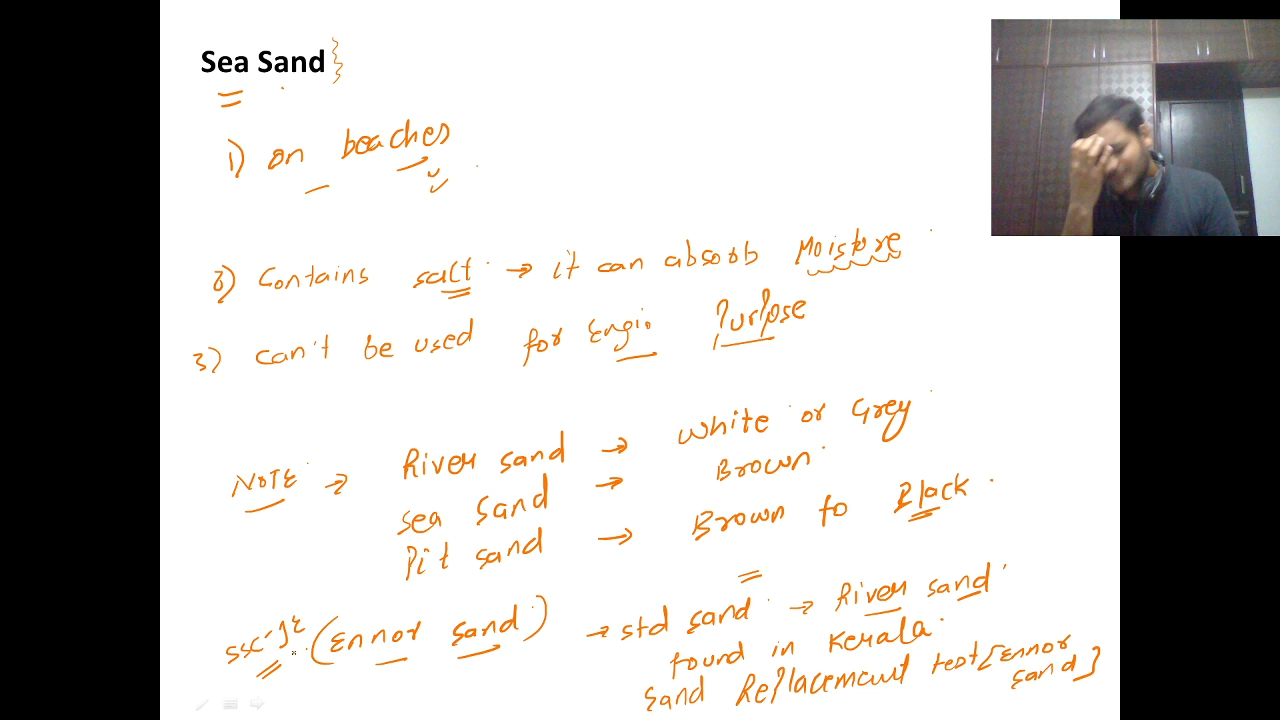 Sea Sand
1) on beaches
2) Contains salt → it can absorb Moisture
3) can't be used for Engi. Purpose
NOTE → River sand → White or Grey
Sea sand → Brown
Pit sand → Brown to Black
SSC-JE (Ennor sand) → std sand → River sand
found in Kerala
Sand Replacement test [Ennor
sand]